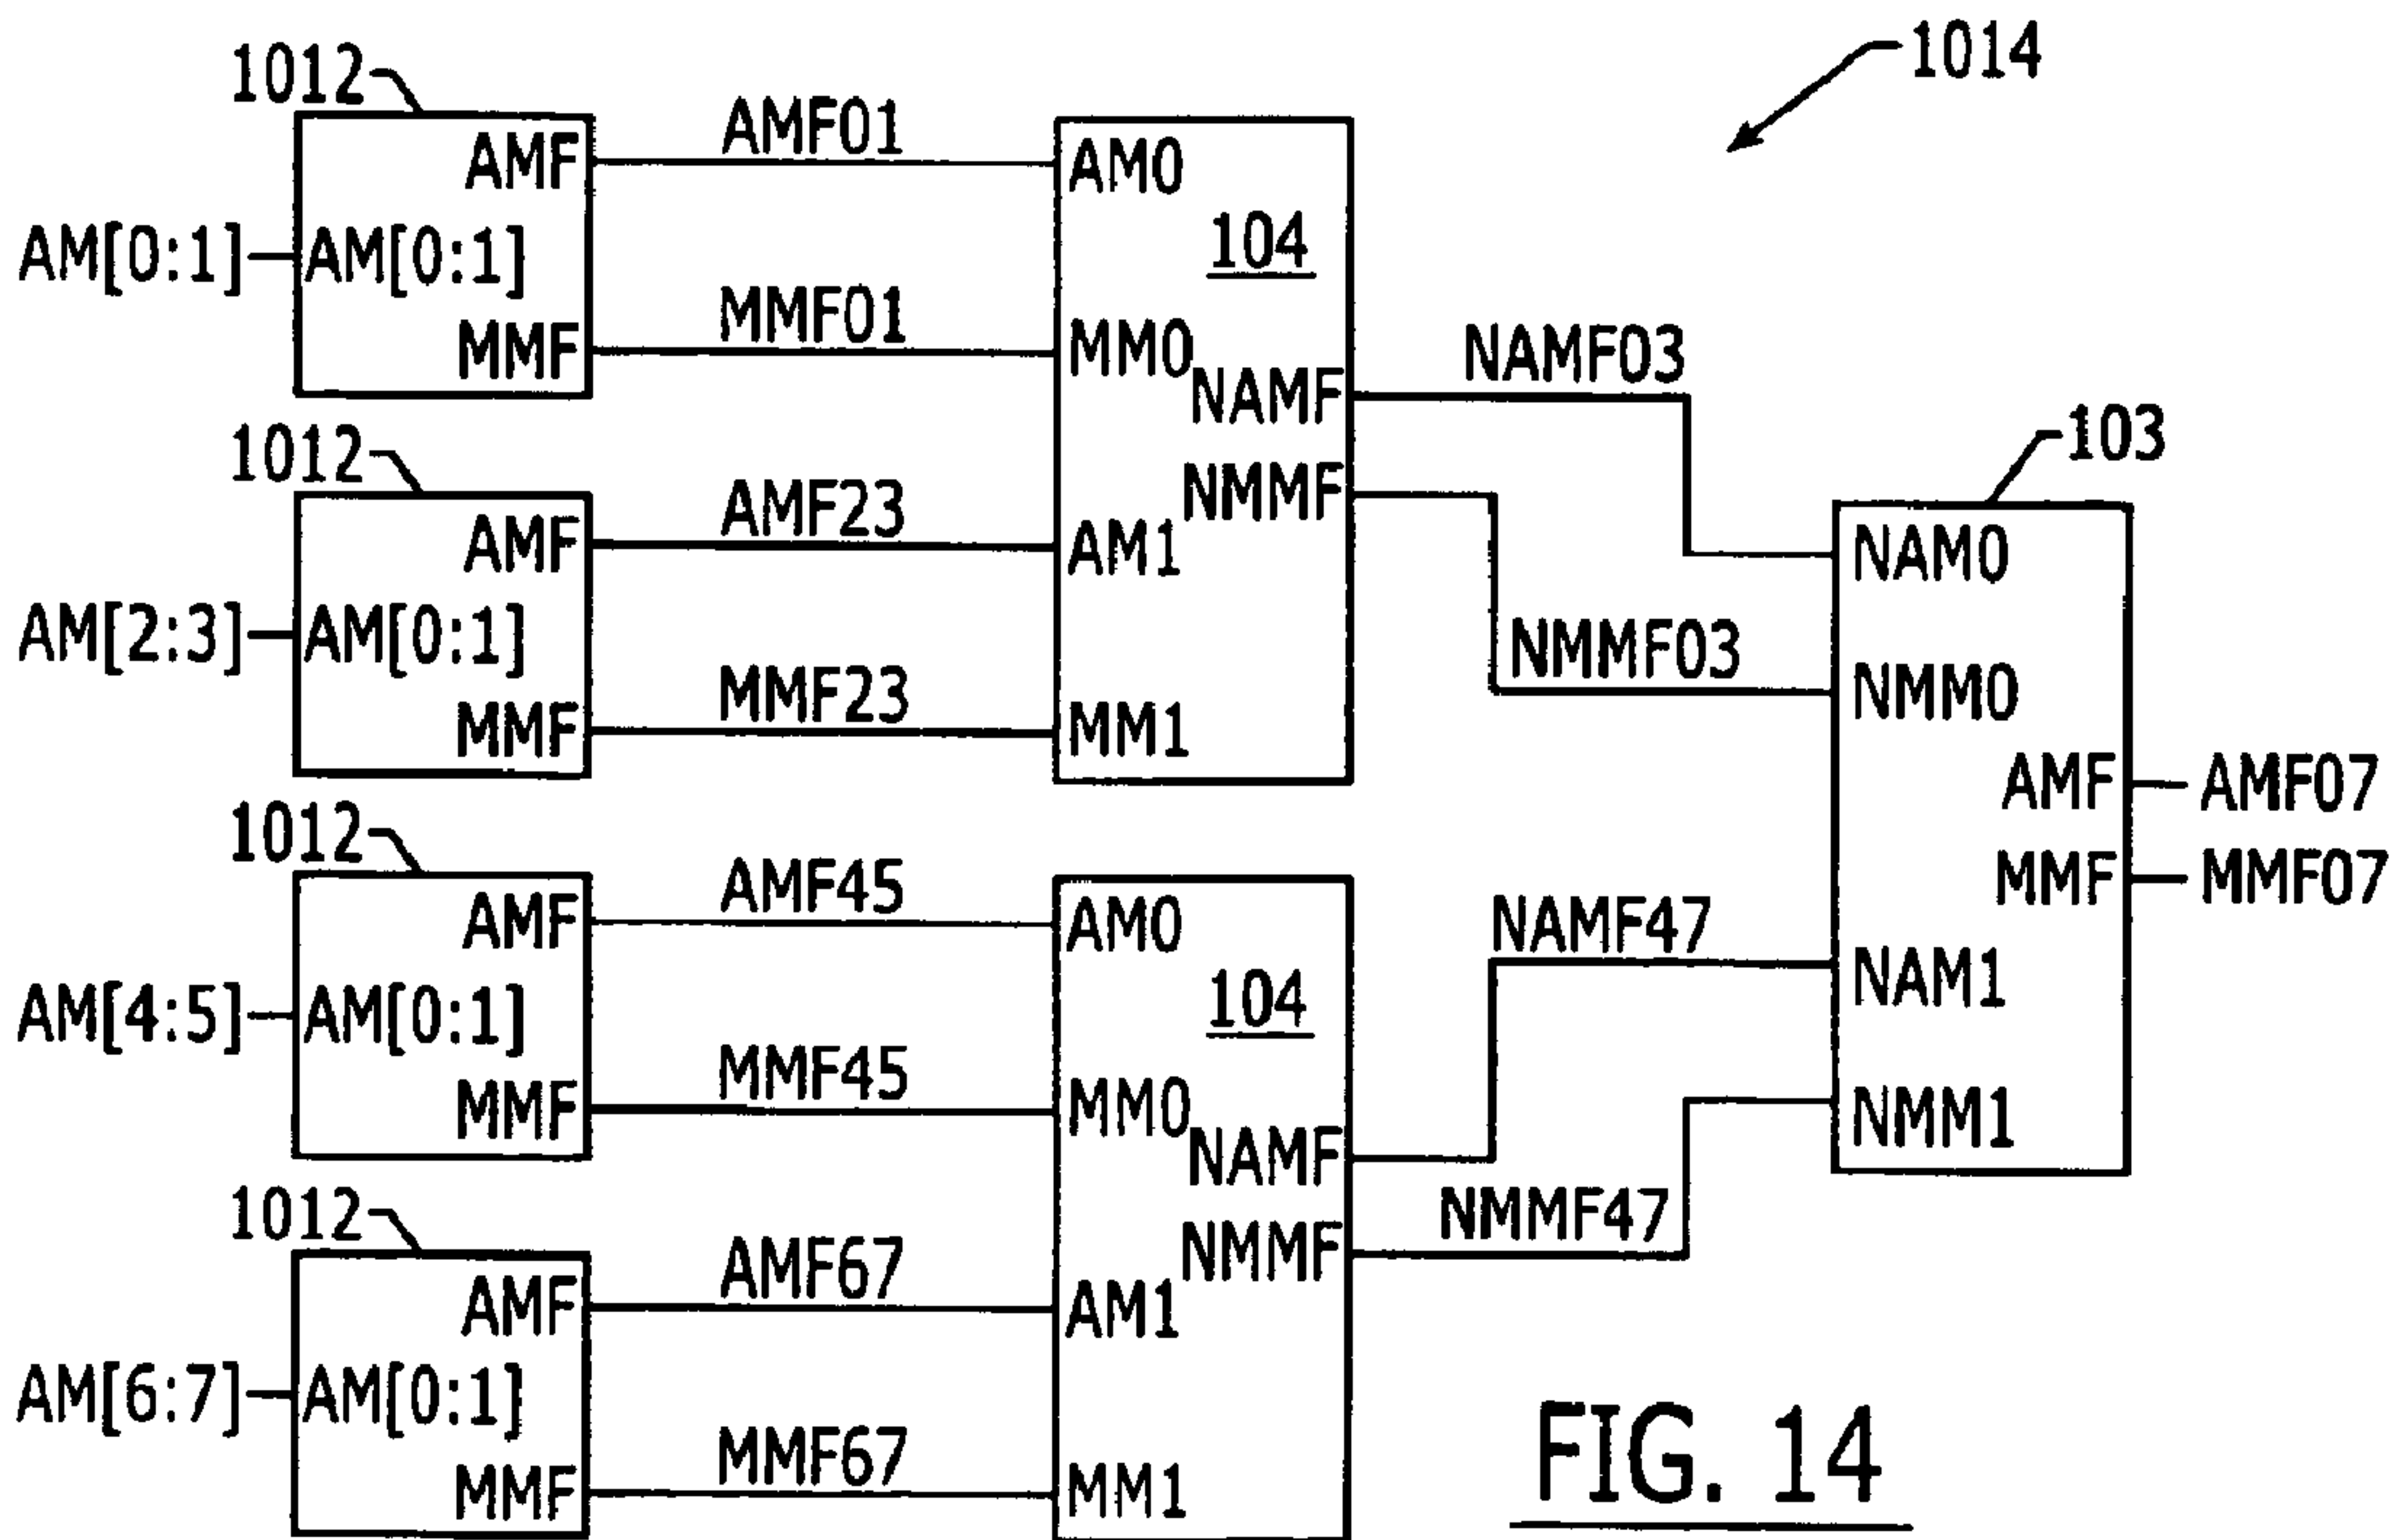 1014
1012
AMF
AMF01
AM0
AM[0:1]
AM[0:1]
104
MMF
MMF01
MM0
NAMF
NAMF03
NMMF
1012
AMF
AMF23
AM1
AM[2:3]
AM[0:1]
MMF
MMF23
MM1
NMMF03
103
NAM0
NMM0
AMF
AMF07
MMF
MMF07
NAM1
NMM1
1012
AMF
AMF45
AM0
AM[4:5]
AM[0:1]
104
MMF
MMF45
MM0
NAMF
NAMF47
NMMF
NMMF47
1012
AMF
AMF67
AM1
AM[6:7]
AM[0:1]
MMF
MMF67
MM1
FIG. 14